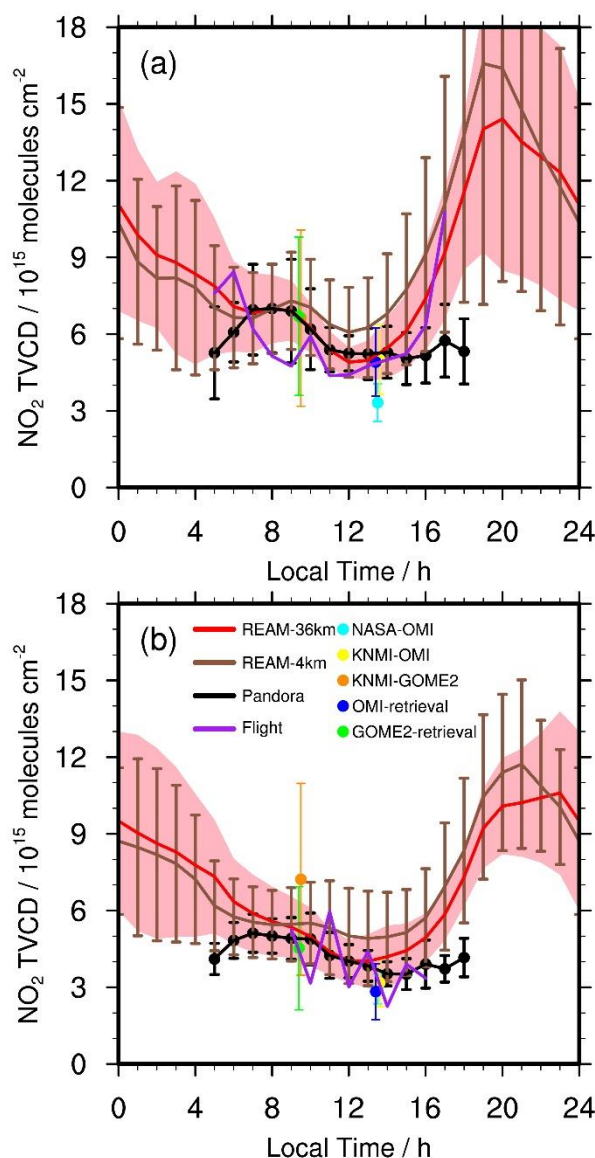 18
15
12
9
6
3
0
NO2 TVCD / 10^15 molecules cm^-2
(a)
0 4 8 12 16 20 24
Local Time / h
18
15
12
9
6
3
0
NO2 TVCD / 10^15 molecules cm^-2
(b)
REAM-36km NASA-OMI
REAM-4km KNMI-OMI
Pandora KNMI-GOME2
Flight OMI-retrieval
GOME2-retrieval
0 4 8 12 16 20 24
Local Time / h